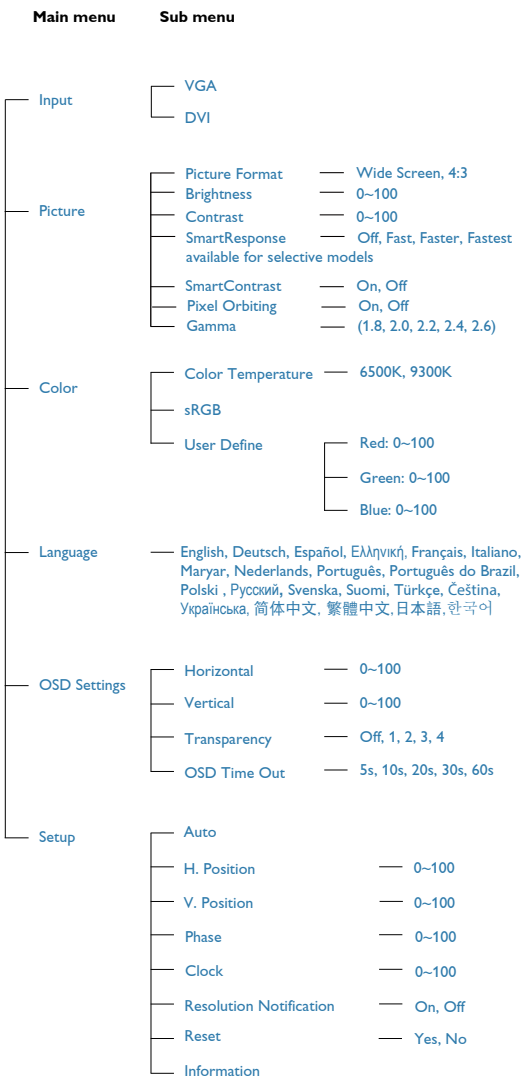 Main menu Sub menu
Input
VGA
DVI
Picture
Picture Format Wide Screen, 4:3
Brightness 0~100
Contrast 0~100
SmartResponse Off, Fast, Faster, Fastest
available for selective models
SmartContrast On, Off
Pixel Orbiting On, Off
Gamma (1.8, 2.0, 2.2, 2.4, 2.6)
Color
Color Temperature 6500K, 9300K
sRGB
User Define
Red: 0~100
Green: 0~100
Blue: 0~100
Language
English, Deutsch, Español, Ελληνική, Français, Italiano,
Maryar, Nederlands, Português, Português do Brazil,
Polski , Русский, Svenska, Suomi, Türkçe, Čeština,
Українська, 简体中文, 繁體中文,日本語,한국어
OSD Settings
Horizontal 0~100
Vertical 0~100
Transparency Off, 1, 2, 3, 4
OSD Time Out 5s, 10s, 20s, 30s, 60s
Setup
Auto
H. Position 0~100
V. Position 0~100
Phase 0~100
Clock 0~100
Resolution Notification On, Off
Reset Yes, No
Information